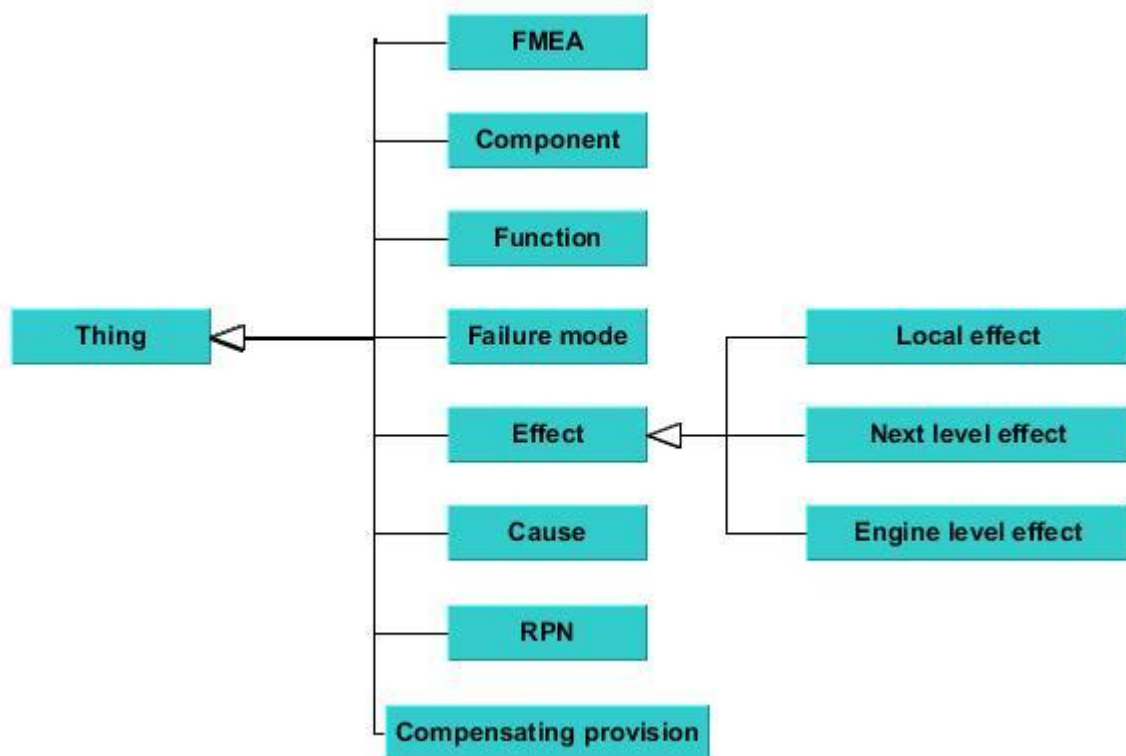 FMEA
Component
Function
Thing
Failure mode
Local effect
Effect
Next level effect
Cause
Engine level effect
RPN
Compensating provision